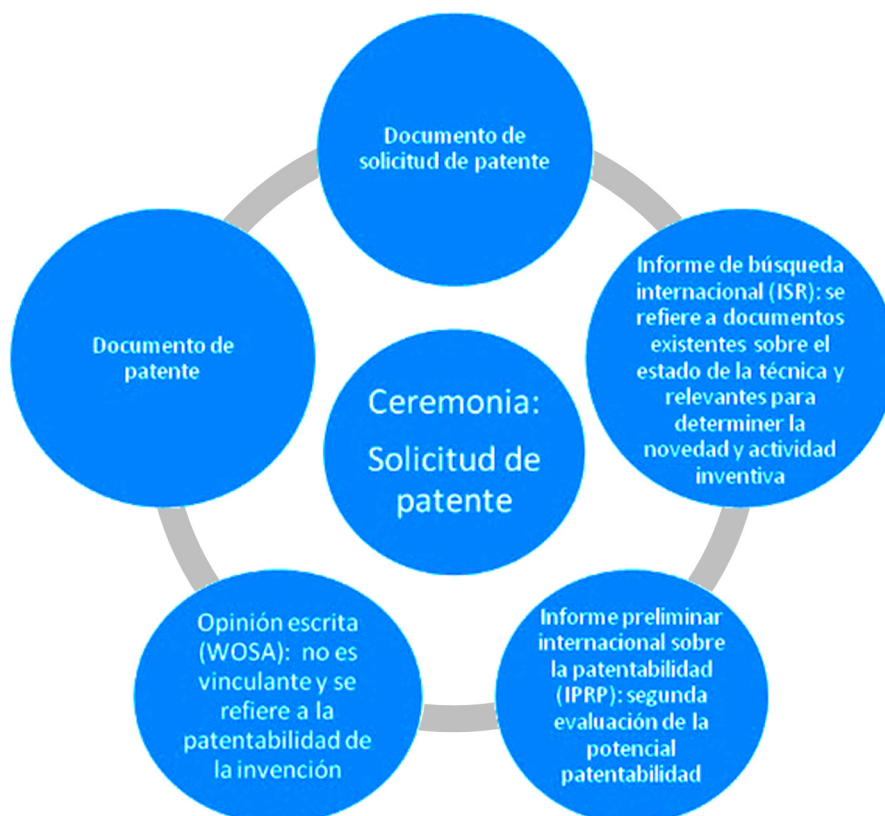 Documento de
solicitud de patente
Informe de búsqueda
internacional (ISR): se
refiere a documentos
existentes sobre el
estado de la técnica y
relevantes para
determiner la
novedad y actividad
inventiva
Informe preliminar
internacional sobre
la patentabilidad
(IPRP): segunda
evaluación de la
potencial
patentabilidad
Opinión escrita
(WOSA): no es
vinculante y se
refiere a la
patentabilidad de
la invención
Documento de
patente
Ceremonia:
Solicitud de
patente